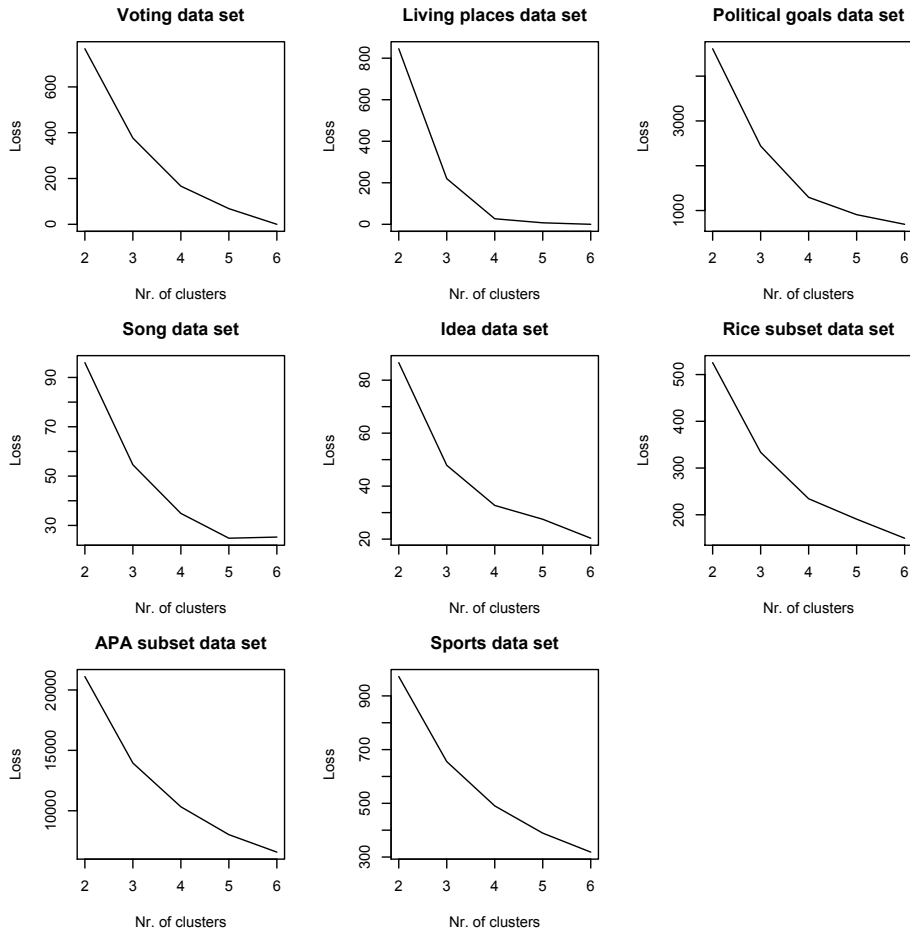 Voting data set
Loss
0
200
400
600
2 3 4 5 6
Nr. of clusters
Living places data set
Loss
0
200
400
600
800
2 3 4 5 6
Nr. of clusters
Political goals data set
Loss
1000
3000
2 3 4 5 6
Nr. of clusters
Song data set
Loss
30
50
70
90
2 3 4 5 6
Nr. of clusters
Idea data set
Loss
20
40
60
80
2 3 4 5 6
Nr. of clusters
Rice subset data set
Loss
200
300
400
500
2 3 4 5 6
Nr. of clusters
APA subset data set
Loss
10000
15000
20000
2 3 4 5 6
Nr. of clusters
Sports data set
Loss
300
500
700
900
2 3 4 5 6
Nr. of clusters